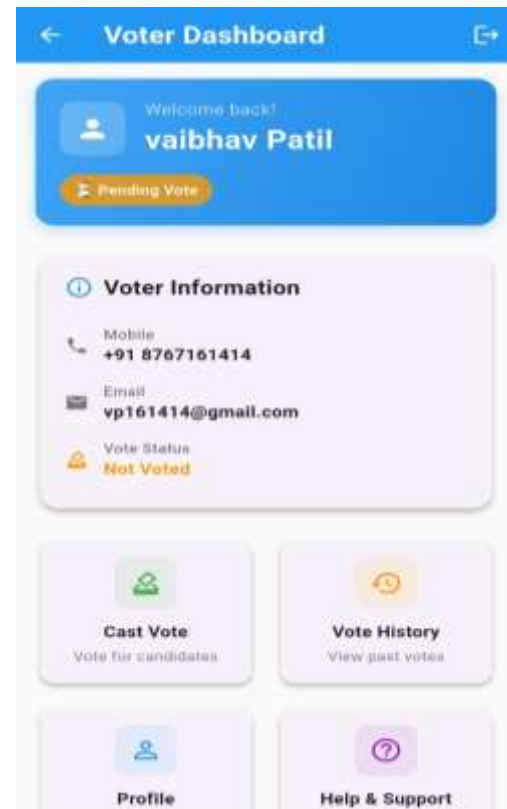 Voter Dashboard
Welcome back!
vaibhav Patil
Pending Vote
Voter Information
Mobile
+91 8767161414
Email
vp161414@gmail.com
Vote Status
Not Voted
Cast Vote
Vote for candidates
Vote History
View past votes
Profile
Help & Support